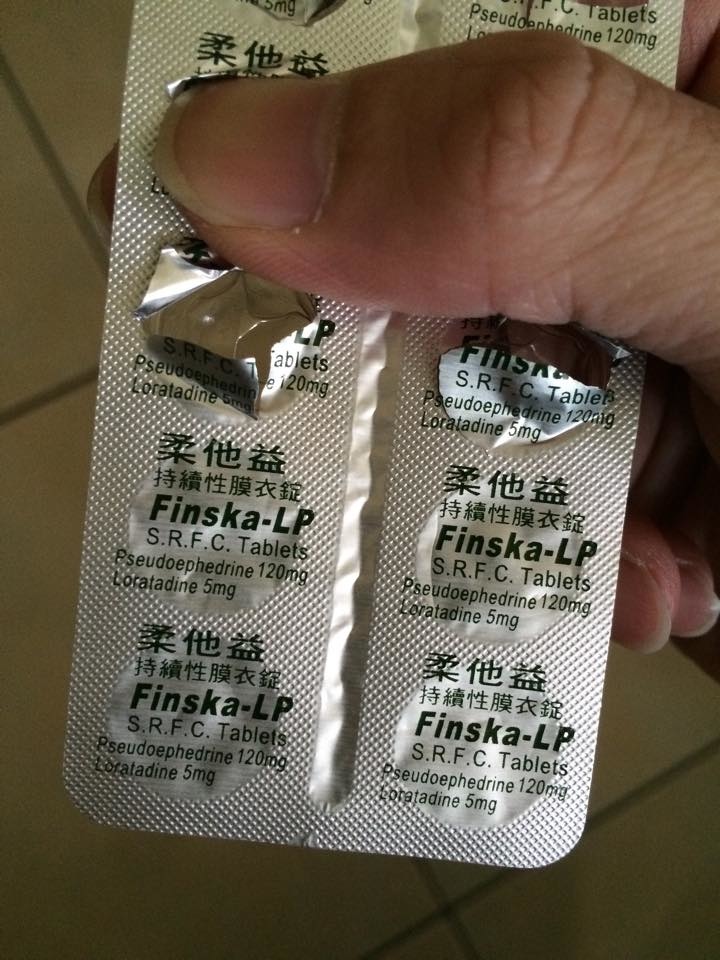 5mg
Tablets
Pseudoephedrine 120mg
柔他益
LP
S.R.F.C. Tablets
Pseudoephedrine 120mg
Loratadine 5mg
Finska
S.R.F.C. Tablets
Pseudoephedrine 120mg
Loratadine 5mg
柔他益
持續性膜衣錠
Finska-LP
S.R.F.C. Tablets
Pseudoephedrine 120mg
Loratadine 5mg
柔他益
持續性膜衣錠
Finska-LP
S.R.F.C. Tablets
Pseudoephedrine 120mg
Loratadine 5mg
柔他益
持續性膜衣錠
Finska-LP
S.R.F.C. Tablets
Pseudoephedrine 120mg
Loratadine 5mg
柔他益
持續性膜衣錠
Finska-LP
S.R.F.C. Tablets
Pseudoephedrine 120mg
Loratadine 5mg